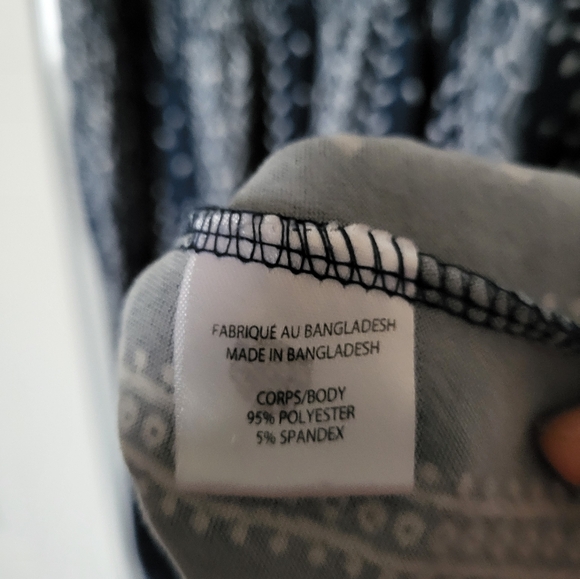 FABRIQUÉ AU BANGLADESH
MADE IN BANGLADESH
CORPS/BODY
95% POLYESTER
5% SPANDEX